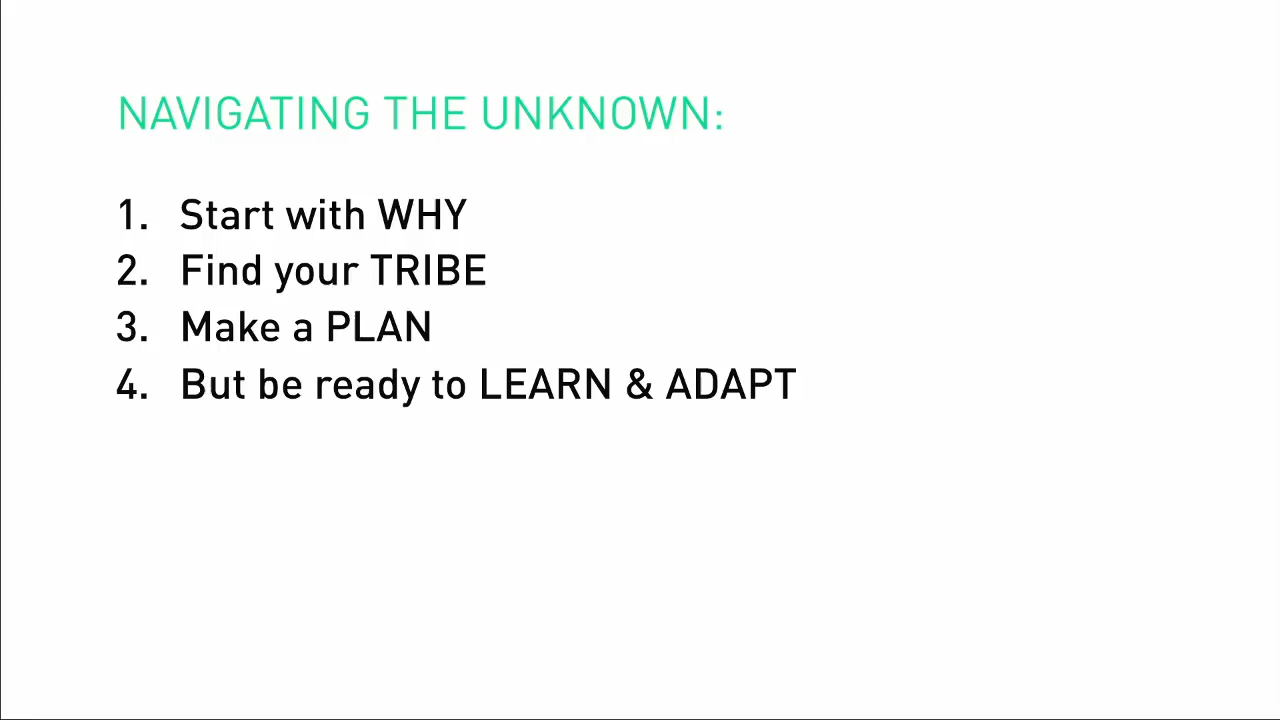 NAVIGATING THE UNKNOWN:
1. Start with WHY
2. Find your TRIBE
3. Make a PLAN
4. But be ready to LEARN & ADAPT